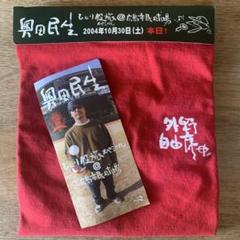 奥田民生
ひとり股旅スペシャル@広島市民球場
2004年10月30日(土) 本日!
奥田民生
ひとり股旅スペシャル
@
広島市民球場
外野
自由席